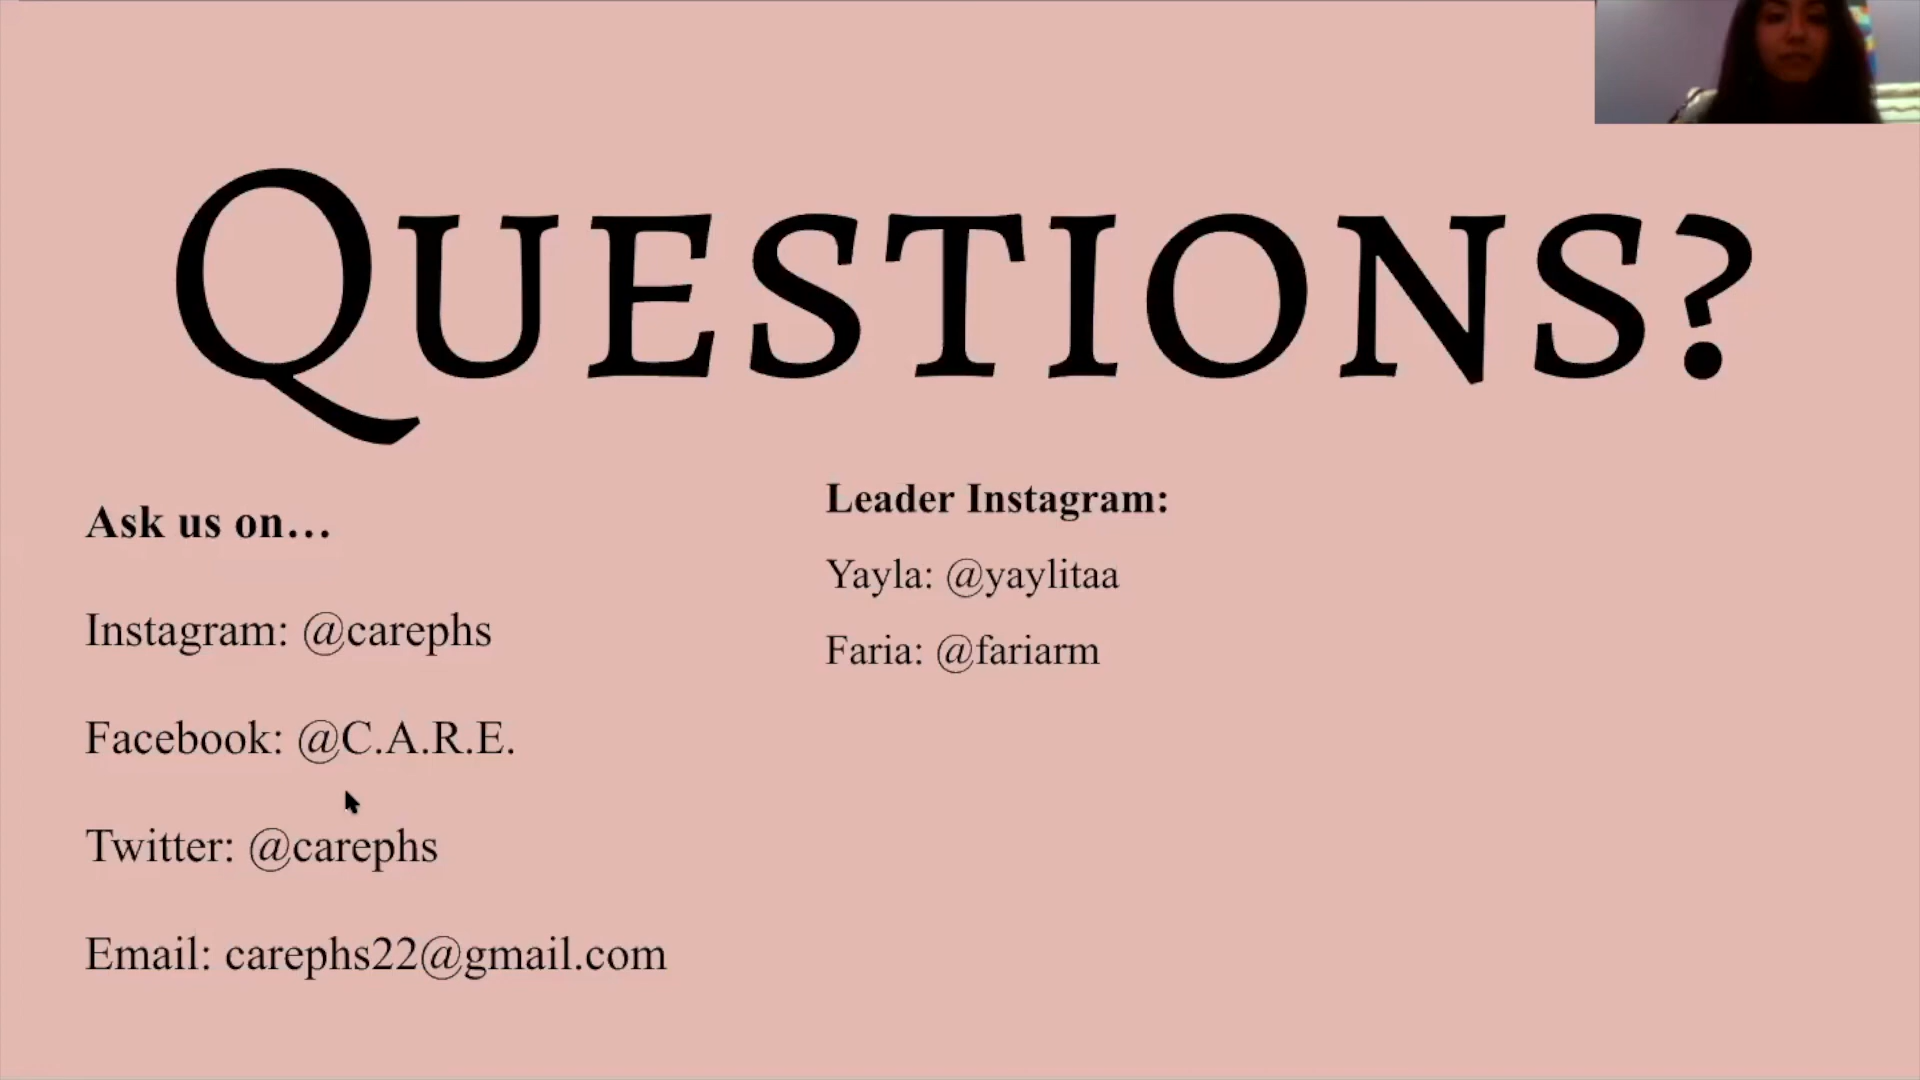 QUESTIONS?
Ask us on…
Instagram: @carephs
Facebook: @C.A.R.E.
Twitter: @carephs
Email: carephs22@gmail.com
Leader Instagram:
Yayla: @yaylitaa
Faria: @fariarm